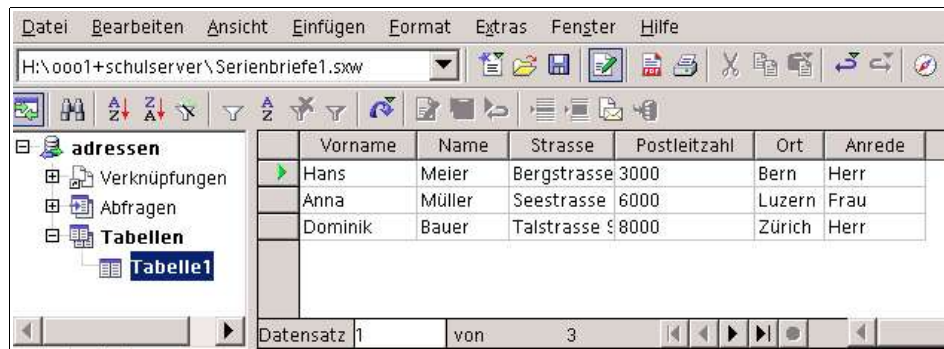 Datei Bearbeiten Ansicht Einfügen Format Extras Fenster Hilfe
H:\ooo1+schulserver\Serienbriefe1.sxw
adressen
Verknüpfungen
Abfragen
Tabellen
Tabelle1
Vorname Name Strasse Postleitzahl Ort Anrede
Hans Meier Bergstrasse 3000 Bern Herr
Anna Müller Seestrasse 6000 Luzern Frau
Dominik Bauer Talstrasse 8000 Zürich Herr
Datensatz 1 von 3